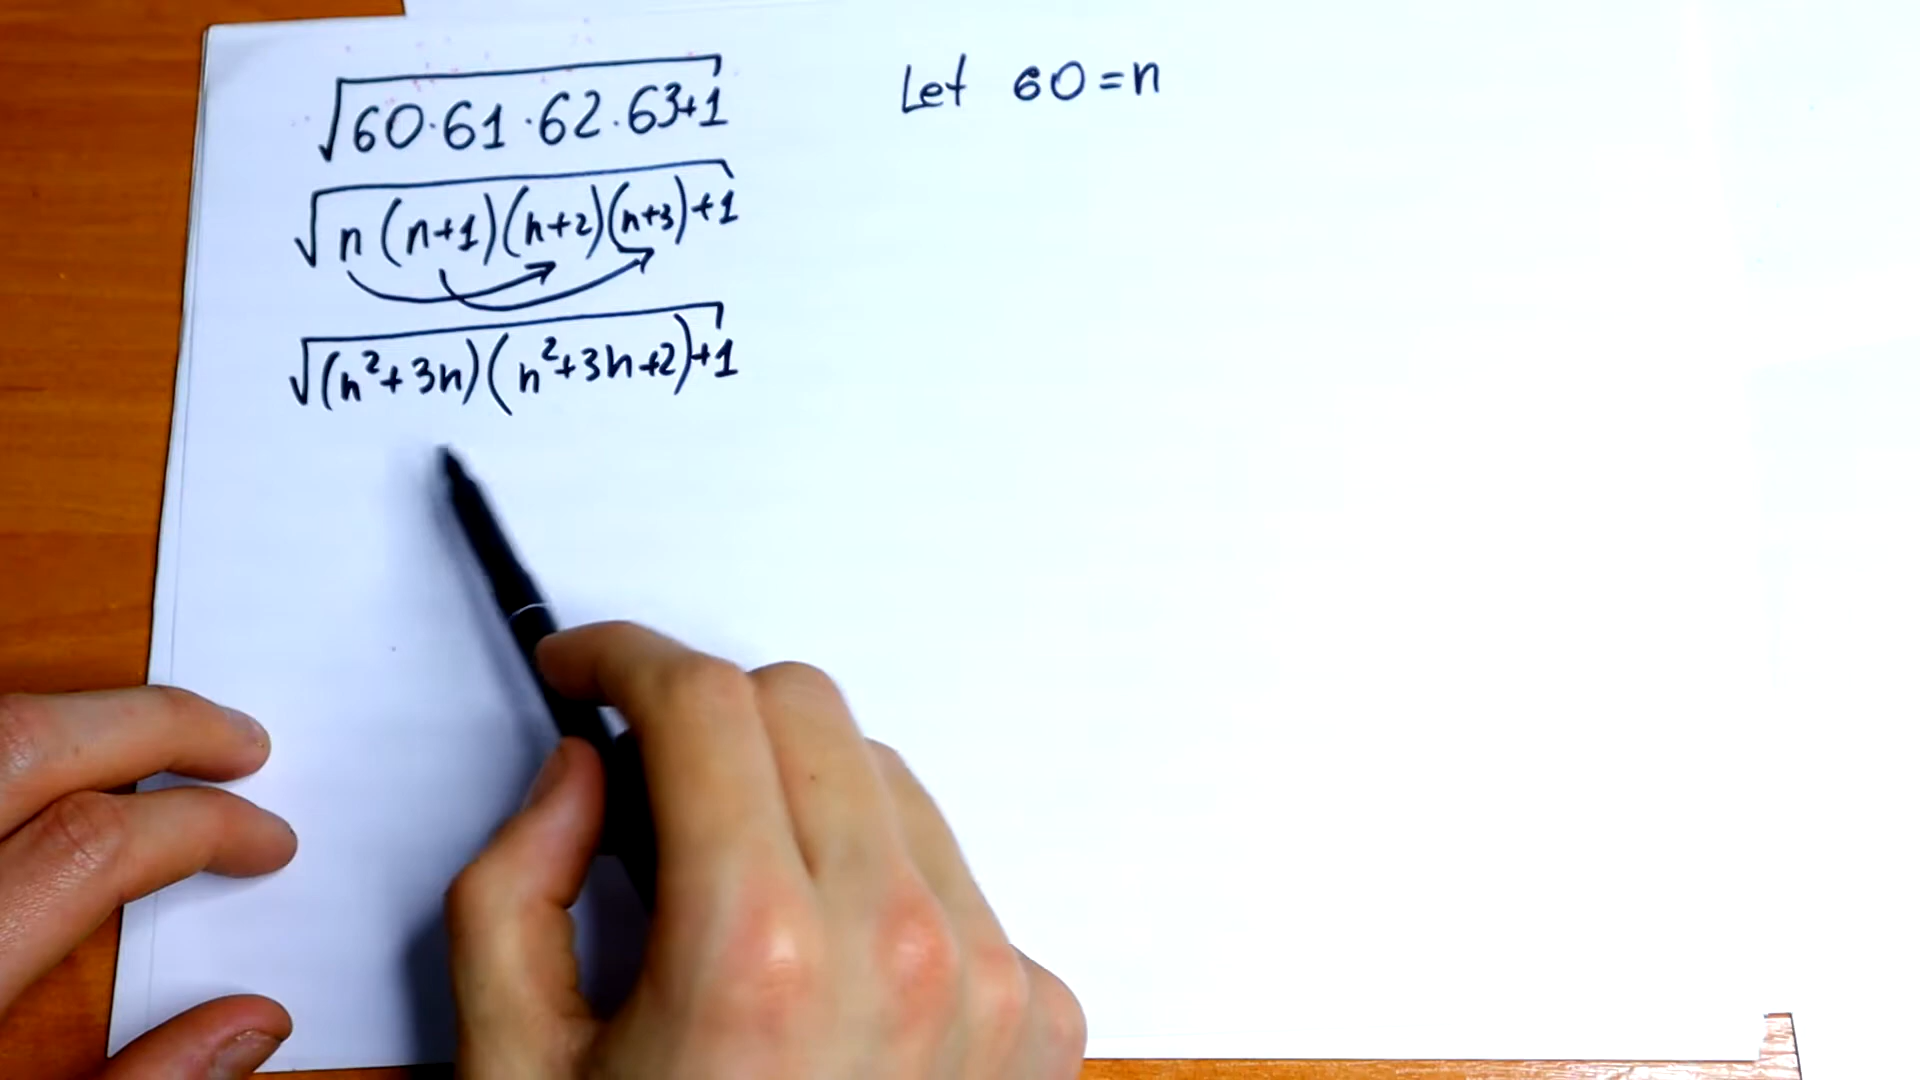 √60·61·62·63+1
Let 60=n
√n(n+1)(n+2)(n+3)+1
√(n²+3n)(n²+3n+2)+1